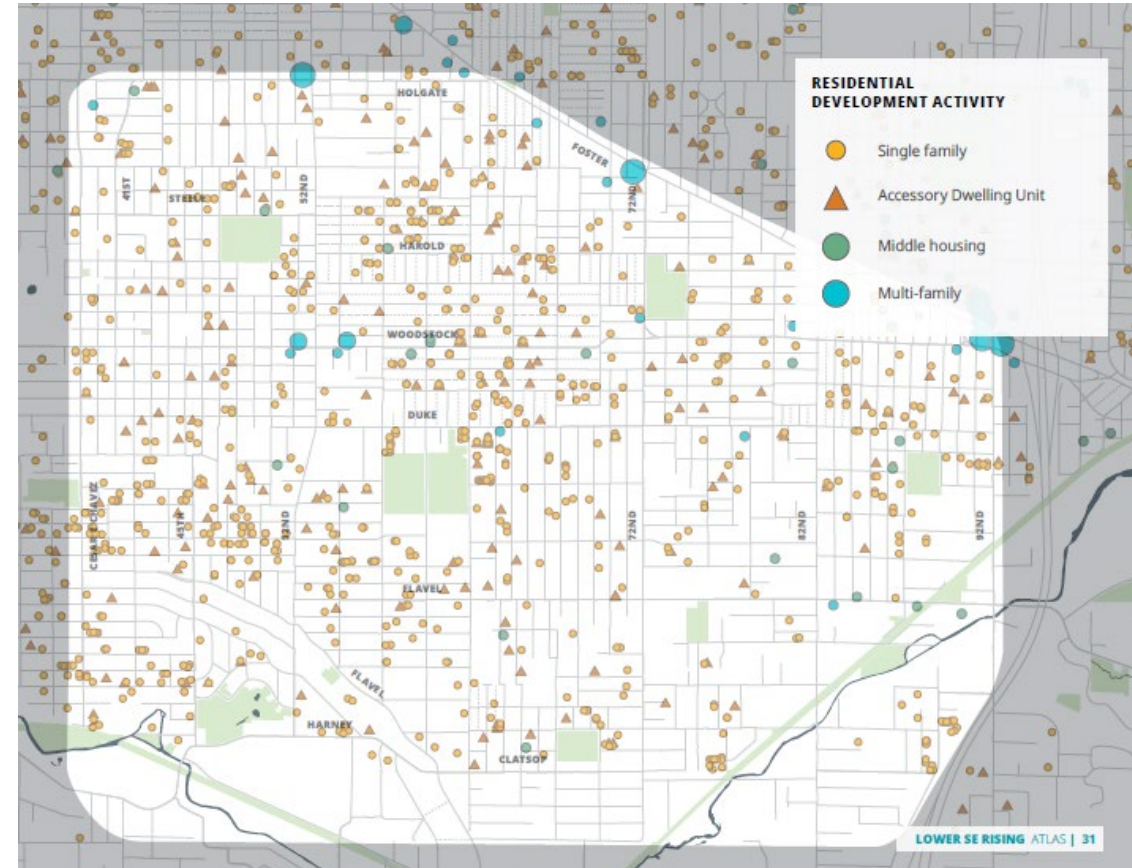 RESIDENTIAL
DEVELOPMENT ACTIVITY
Single family
Accessory Dwelling Unit
Middle housing
Multi-family
HOLGATE
FOSTER
41ST
52ND
72ND
STEELE
HAROLD
WOODSTOCK
DUKE
CESAR E CHAVEZ
45TH
52ND
72ND
82ND
92ND
FLAVEL
FLAVEL
HARNEY
CLATSOP
LOWER SE RISING ATLAS | 31